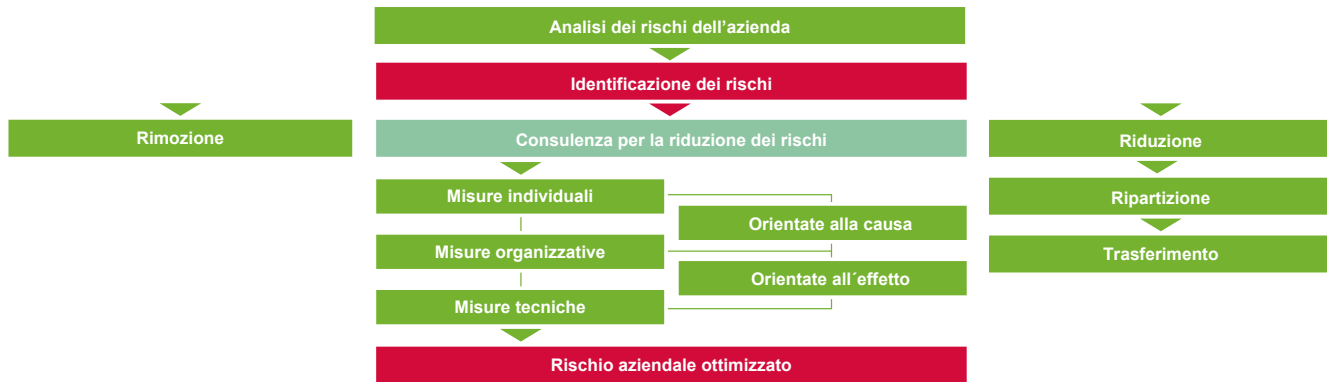 Analisi dei rischi dell’azienda
Identificazione dei rischi
Rimozione
Consulenza per la riduzione dei rischi
Riduzione
Misure individuali
Ripartizione
Orientate alla causa
Misure organizzative
Trasferimento
Orientate all´effetto
Misure tecniche
Rischio aziendale ottimizzato